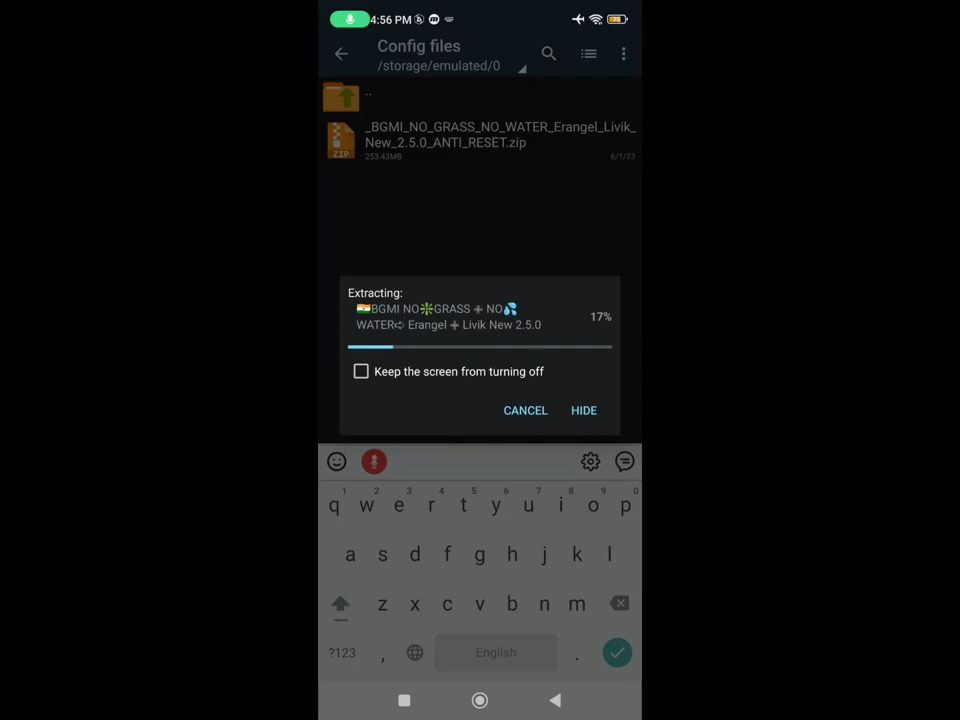 4:56 PM
Config files
/storage/emulated/0
..
_BGMI_NO_GRASS_NO_WATER_Erangel_Livik_
New_2.5.0_ANTI_RESET.zip
ZIP
253.43MB
6/1/23
Extracting:
🇮🇳BGMI NO❇️GRASS ➕ NO💦
WATER➪ Erangel ➕ Livik New 2.5.0
17%
Keep the screen from turning off
CANCEL HIDE
1 2 3 4 5 6 7 8 9 0
q w e r t y u i o p
a s d f g h j k l
z x c v b n m
?123 , English .